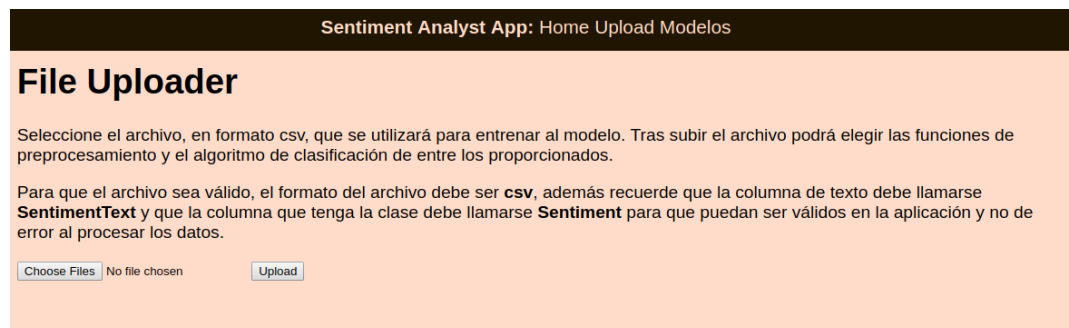 Sentiment Analyst App: Home Upload Modelos
File Uploader
Seleccione el archivo, en formato csv, que se utilizará para entrenar al modelo. Tras subir el archivo podrá elegir las funciones de
preprocesamiento y el algoritmo de clasificación de entre los proporcionados.
Para que el archivo sea válido, el formato del archivo debe ser csv, además recuerde que la columna de texto debe llamarse
SentimentText y que la columna que tenga la clase debe llamarse Sentiment para que puedan ser válidos en la aplicación y no de
error al procesar los datos.
Choose Files No file chosen Upload